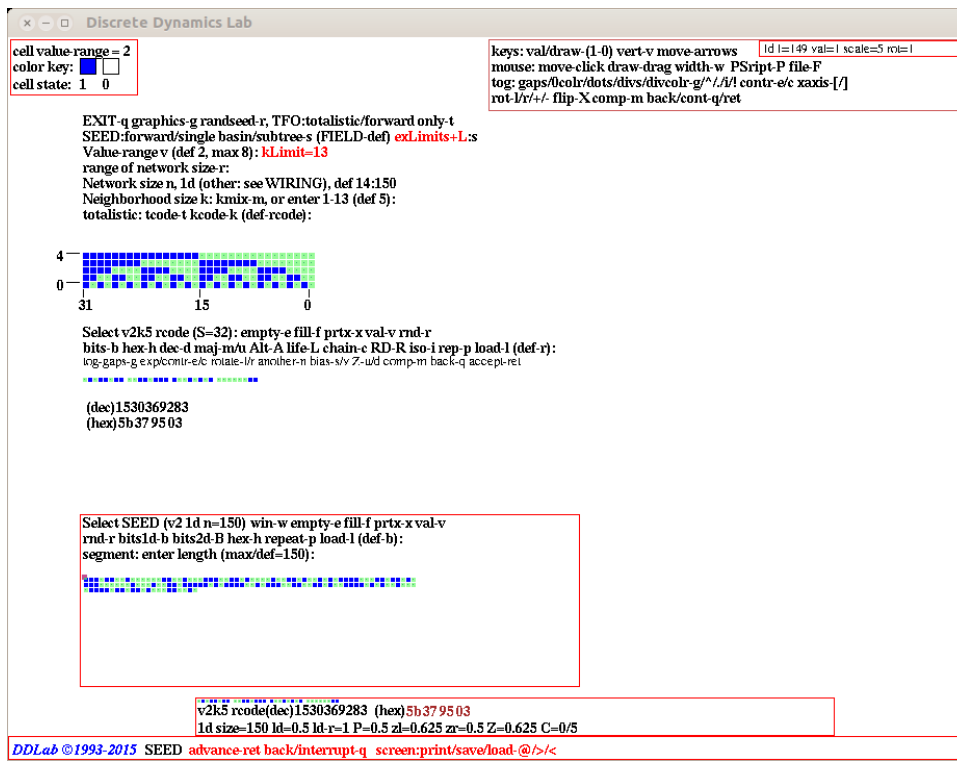 Discrete Dynamics Lab
cell value-range = 2
color key:
cell state: 1 0
keys: val/draw-(1-0) vert-v move-arrows
1d i=149 val=1 scale=5 rot=1
mouse: move-click draw-drag width-w PSript-P file-F
tog: gaps/0colr/dots/divs/divcolr-g/^/./i/! contr-e/c xaxis-[/]
rot-l/r/+/- flip-X comp-m back/cont-q/ret
EXIT-q graphics-g randseed-r, TFO:totalistic/forward only-t
SEED:forward/single basin/subtree-s (FIELD-def) exLimits+L:s
Value-range v (def 2, max 8): kLimit=13
range of network size-r:
Network size n, 1d (other: see WIRING), def 14:150
Neighborhood size k: kmix-m, or enter 1-13 (def 5):
totalistic: tcode-t kcode-k (def-rcode):
4
0
31 15 0
Select v2k5 rcode (S=32): empty-e fill-f prtx-x val-v rnd-r
bits-b hex-h dec-d maj-m/u Alt-A life-L chain-c RD-R iso-i rep-p load-l (def-r):
tog-gaps-g exp/contr-e/c rotate-l/r another-n bias-s/v Z-u/d comp-m back-q accept-ret
(dec)1530369283
(hex)5b379503
Select SEED (v2 1d n=150) win-w empty-e fill-f prtx-x val-v
rnd-r bits1d-b bits2d-B hex-h repeat-p load-l (def-b):
segment: enter length (max/def=150):
v2k5 rcode(dec)1530369283 (hex)5b379503
1d size=150 ld=0.5 ld-r=1 P=0.5 zl=0.625 zr=0.5 Z=0.625 C=0/5
DDLab ©1993-2015 SEED advance-ret back/interrupt-q screen:print/save/load-@/>/<